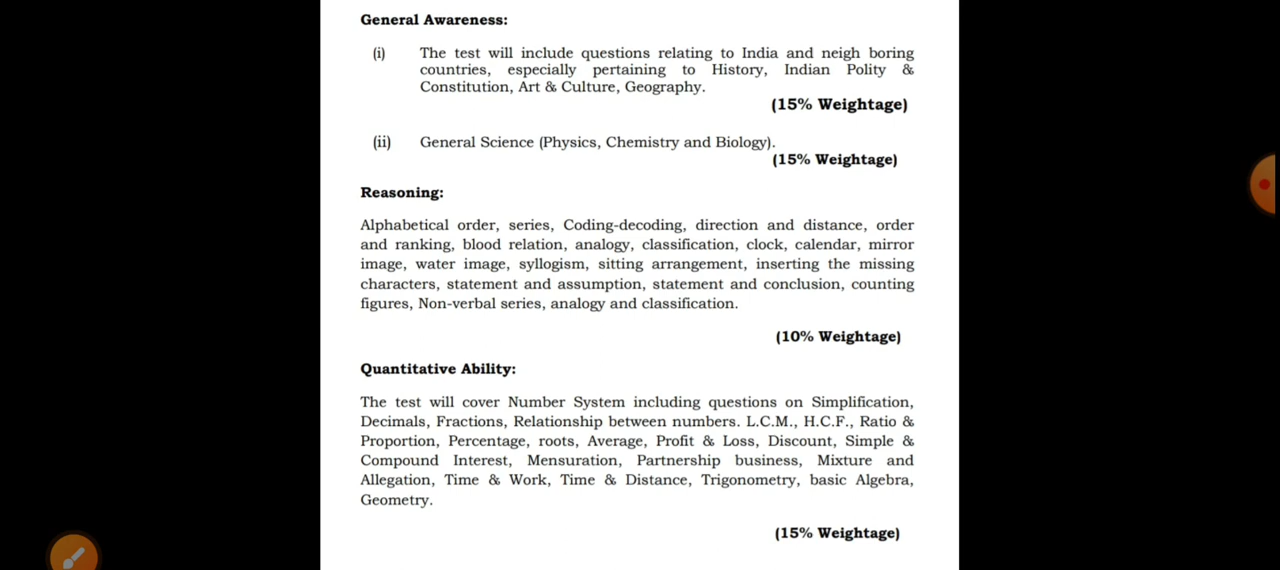 General Awareness:
(i) The test will include questions relating to India and neigh boring
countries, especially pertaining to History, Indian Polity &
Constitution, Art & Culture, Geography.
(15% Weightage)
(ii) General Science (Physics, Chemistry and Biology).
(15% Weightage)
Reasoning:
Alphabetical order, series, Coding-decoding, direction and distance, order
and ranking, blood relation, analogy, classification, clock, calendar, mirror
image, water image, syllogism, sitting arrangement, inserting the missing
characters, statement and assumption, statement and conclusion, counting
figures, Non-verbal series, analogy and classification.
(10% Weightage)
Quantitative Ability:
The test will cover Number System including questions on Simplification,
Decimals, Fractions, Relationship between numbers. L.C.M., H.C.F., Ratio &
Proportion, Percentage, roots, Average, Profit & Loss, Discount, Simple &
Compound Interest, Mensuration, Partnership business, Mixture and
Allegation, Time & Work, Time & Distance, Trigonometry, basic Algebra,
Geometry.
(15% Weightage)